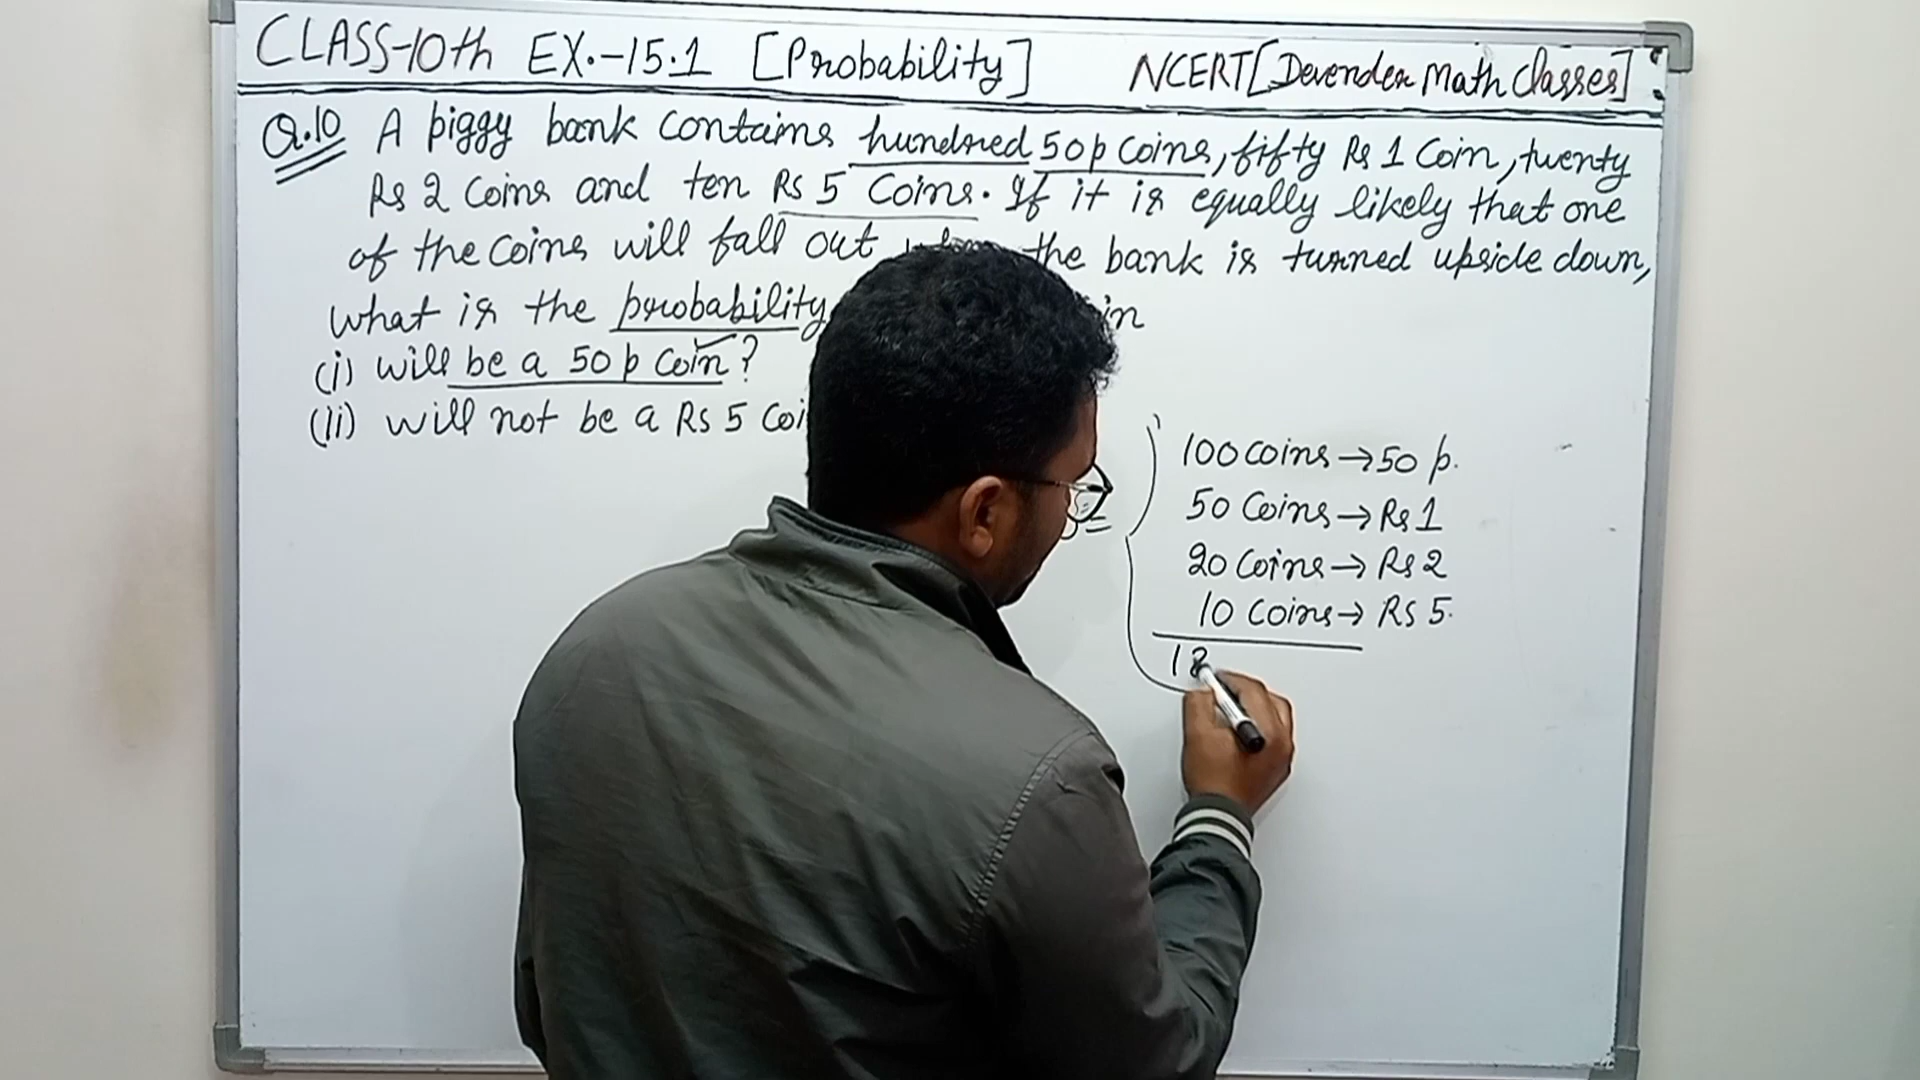 CLASS-10th EX.-15.1 [Probability] NCERT[Devender Math Classes]
Q.10 A piggy bank contains hundred 50p coins, fifty Rs 1 Coin, twenty
Rs 2 Coins and ten Rs 5 Coins. If it is equally likely that one
of the coins will fall out the bank is turned upside down,
what is the probability in
(i) will be a 50 p coin?
(ii) will not be a Rs 5 Coi
100 coins → 50 p.
50 Coins → Rs 1
20 Coins → Rs 2
10 Coins → Rs 5.
18